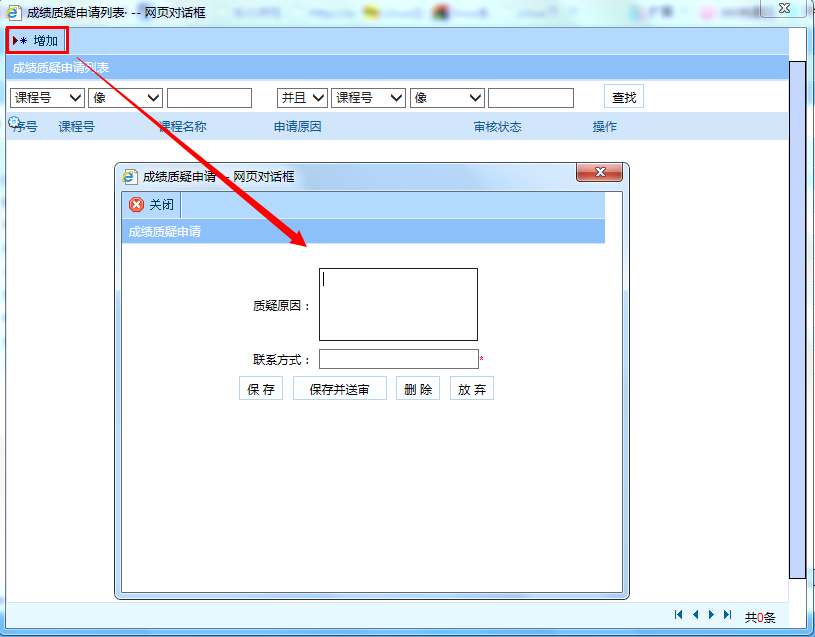 成绩质疑申请列表 -- 网页对话框
增加
成绩质疑申请列表
课程号 像 并且 课程号 像 查找
序号 课程号 课程名称 申请原因 审核状态 操作
成绩质疑申请 -- 网页对话框
关闭
成绩质疑申请
质疑原因：
联系方式： *
保 存 保存并送审 删 除 放 弃
共0条